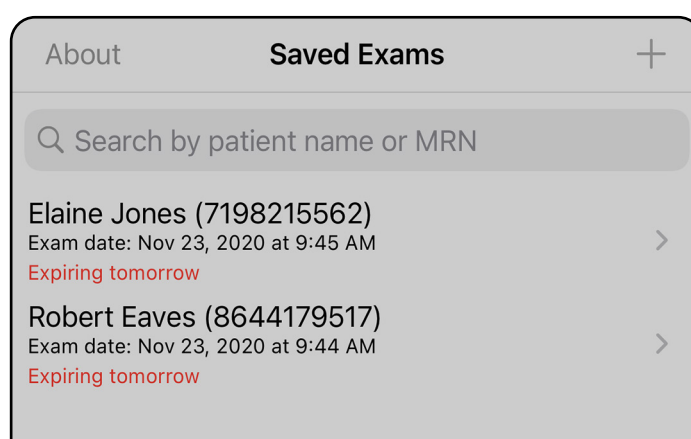 About Saved Exams
Search by patient name or MRN
Elaine Jones (7198215562)
Exam date: Nov 23, 2020 at 9:45 AM
Expiring tomorrow
Robert Eaves (8644179517)
Exam date: Nov 23, 2020 at 9:44 AM
Expiring tomorrow